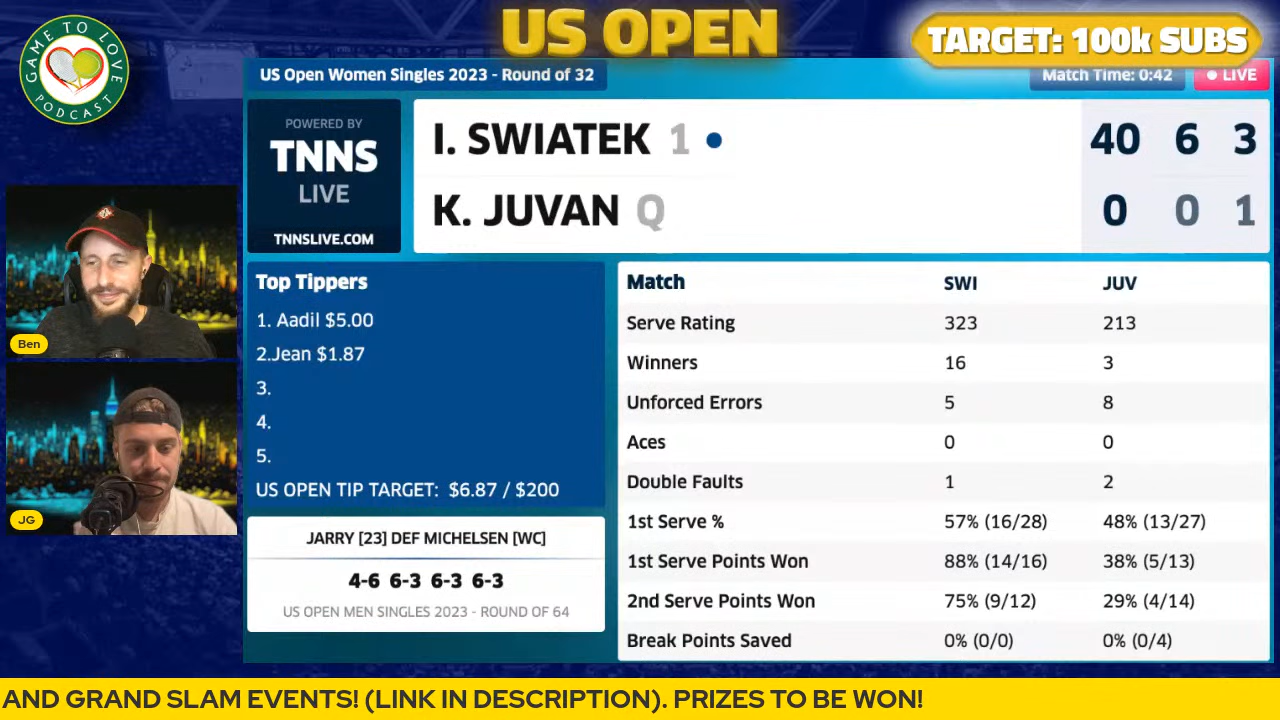 GAME TO LOVE
PODCAST
US OPEN
TARGET: 100k SUBS
US Open Women Singles 2023 - Round of 32
Match Time: 0:42
LIVE
POWERED BY
TNNS
LIVE
TNNSLIVE.COM
I. SWIATEK 1 40 6 3
K. JUVAN Q 0 0 1
Ben
JG
Top Tippers
1. Aadil $5.00
2.Jean $1.87
3.
4.
5.
US OPEN TIP TARGET: $6.87 / $200
JARRY [23] DEF MICHELSEN [WC]
4-6 6-3 6-3 6-3
US OPEN MEN SINGLES 2023 - ROUND OF 64
Match SWI JUV
Serve Rating 323 213
Winners 16 3
Unforced Errors 5 8
Aces 0 0
Double Faults 1 2
1st Serve % 57% (16/28) 48% (13/27)
1st Serve Points Won 88% (14/16) 38% (5/13)
2nd Serve Points Won 75% (9/12) 29% (4/14)
Break Points Saved 0% (0/0) 0% (0/4)
AND GRAND SLAM EVENTS! (LINK IN DESCRIPTION). PRIZES TO BE WON!